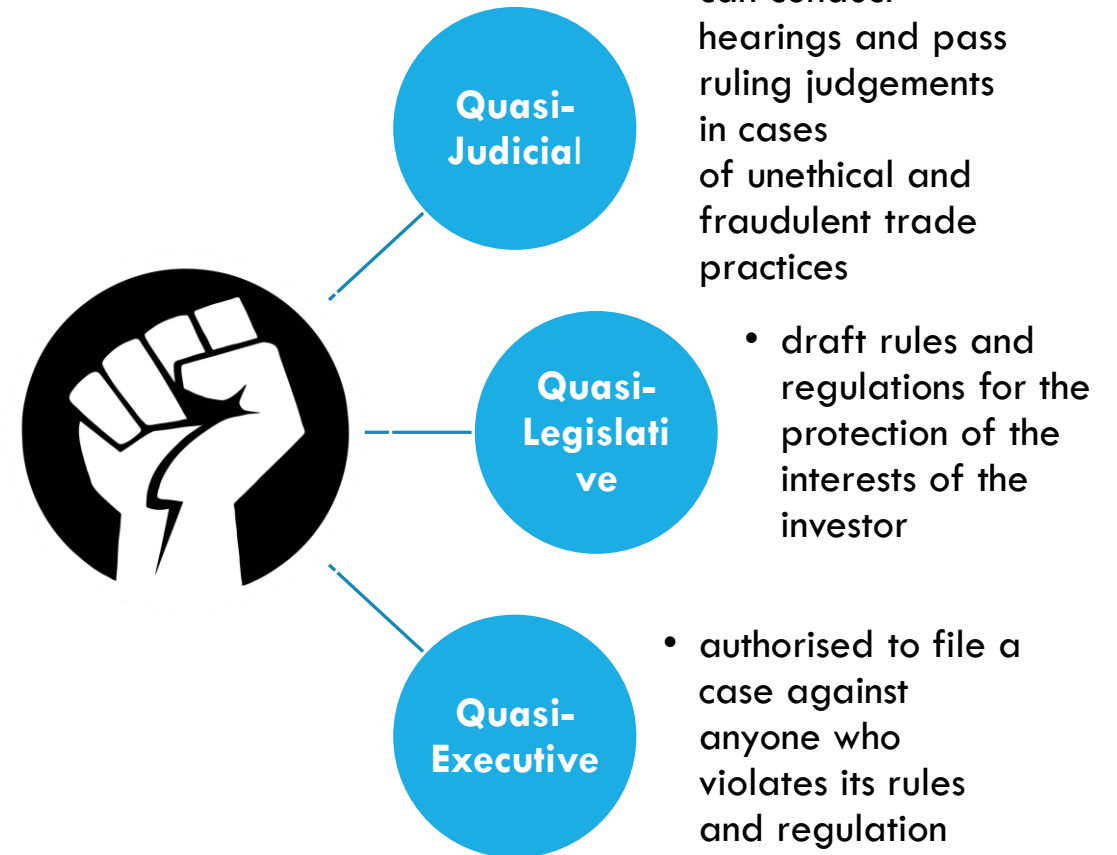 can conduct
hearings and pass
ruling judgements
in cases
of unethical and
fraudulent trade
practices
Quasi-
Judicial
• draft rules and
regulations for the
protection of the
interests of the
investor
Quasi-
Legislati
ve
• authorised to file a
case against
anyone who
violates its rules
and regulation
Quasi-
Executive